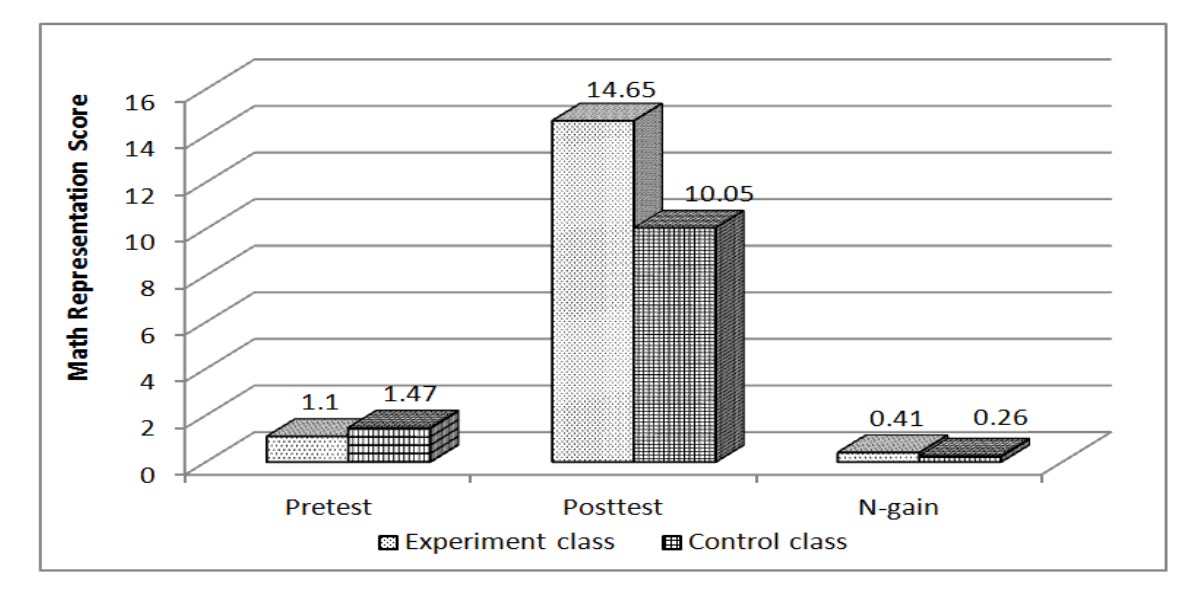 Math Representation Score
16
14
12
10
8
6
4
2
0
14.65
10.05
1.1
1.47
0.41
0.26
Pretest
Posttest
N-gain
Experiment class
Control class